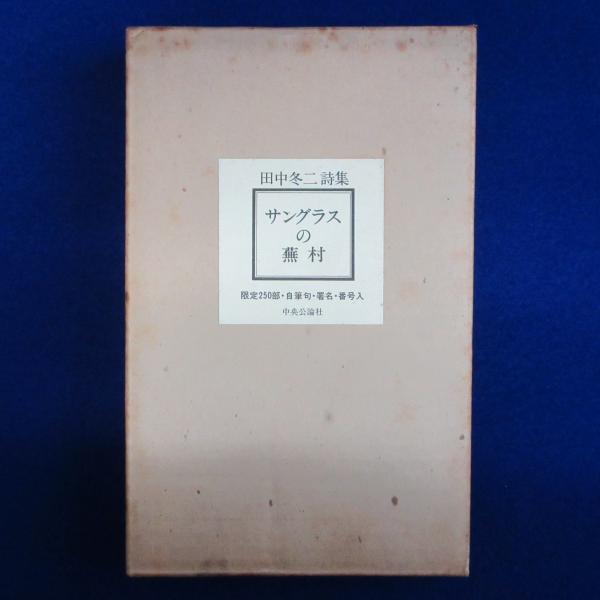 田中冬二詩集
サングラス
の
蕪村
限定250部・自筆句・署名・番号入
中央公論社